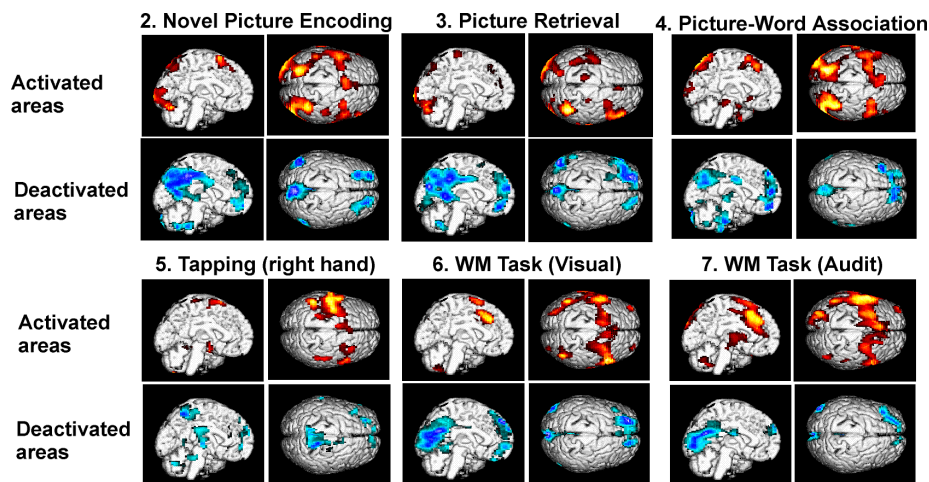 2. Novel Picture Encoding
3. Picture Retrieval
4. Picture-Word Association
Activated
areas
Deactivated
areas
5. Tapping (right hand)
6. WM Task (Visual)
7. WM Task (Audit)
Activated
areas
Deactivated
areas